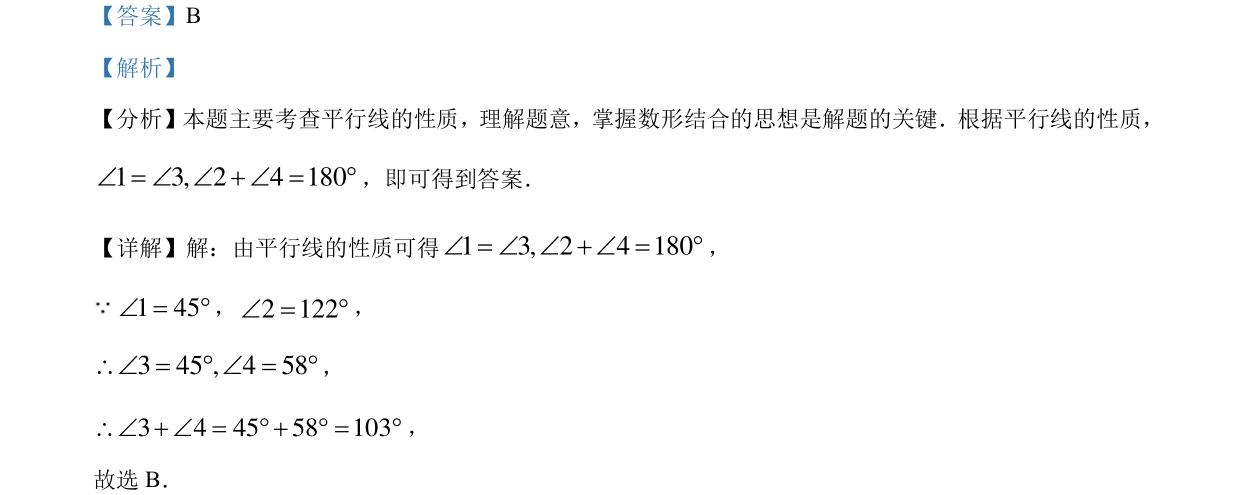 【答案】B
【解析】
【分析】本题主要考查平行线的性质，理解题意，掌握数形结合的思想是解题的关键．根据平行线的性质，
∠1 = ∠3, ∠2 + ∠4 = 180°，即可得到答案．
【详解】解：由平行线的性质可得∠1 = ∠3, ∠2 + ∠4 = 180°，
∵ ∠1 = 45°，∠2 = 122°，
∴∠3 = 45°, ∠4 = 58°，
∴∠3 + ∠4 = 45° + 58° = 103°，
故选 B．